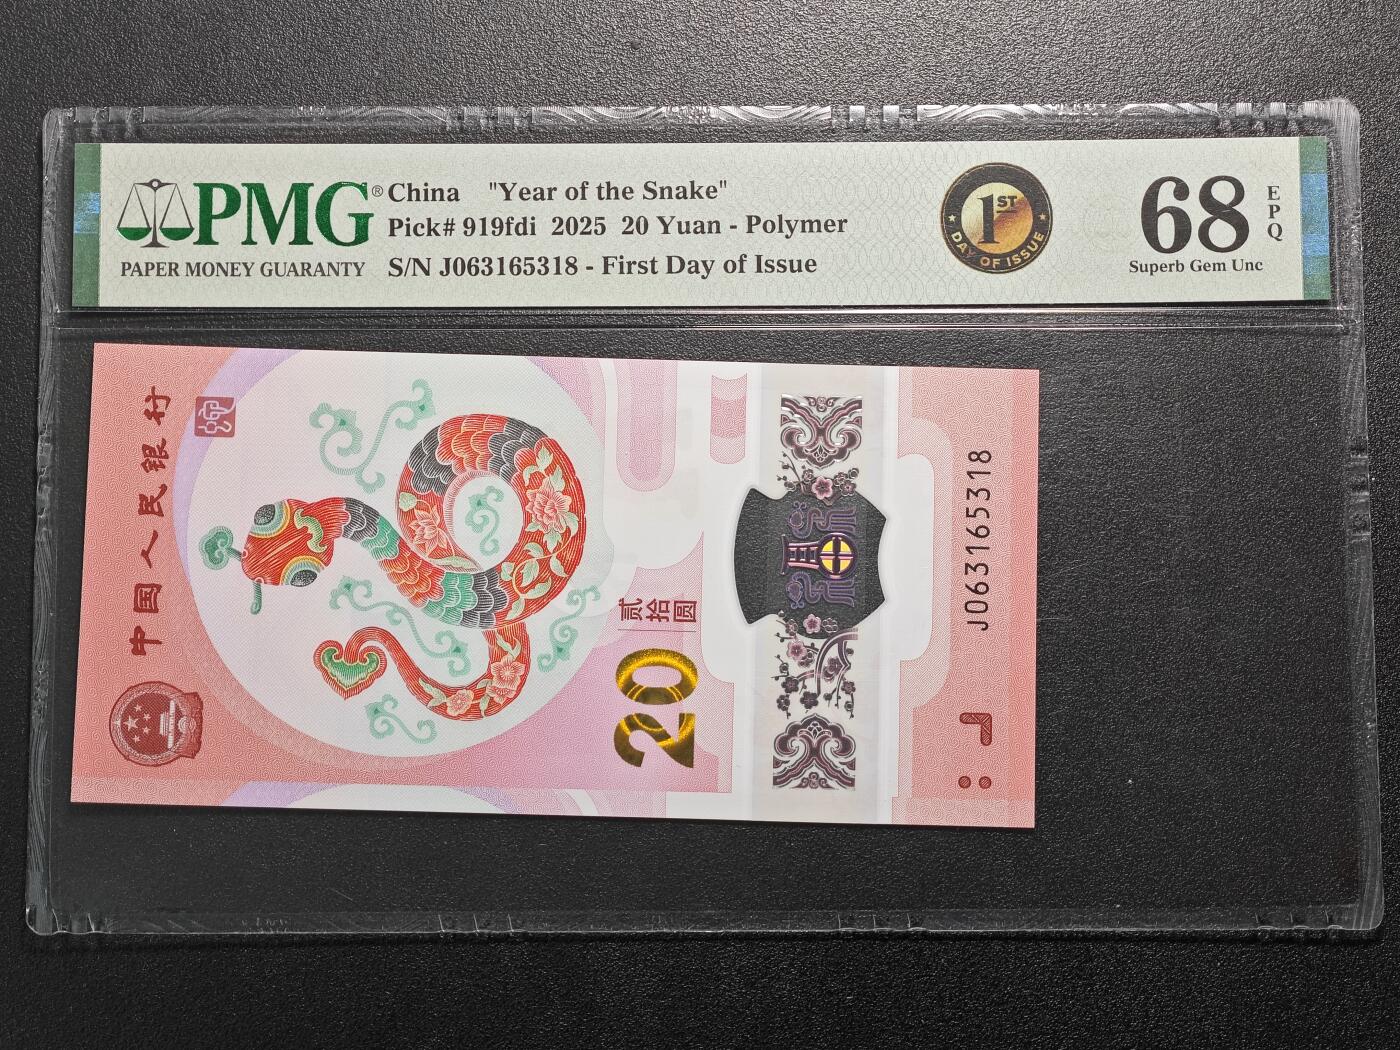 PMG®
PAPER MONEY GUARANTY
China "Year of the Snake"
Pick# 919fdi 2025 20 Yuan - Polymer
S/N J063165318 - First Day of Issue
1ST
DAY OF ISSUE
68
EPQ
Superb Gem Unc
中国人民银行
贰拾圆
20
J063165318